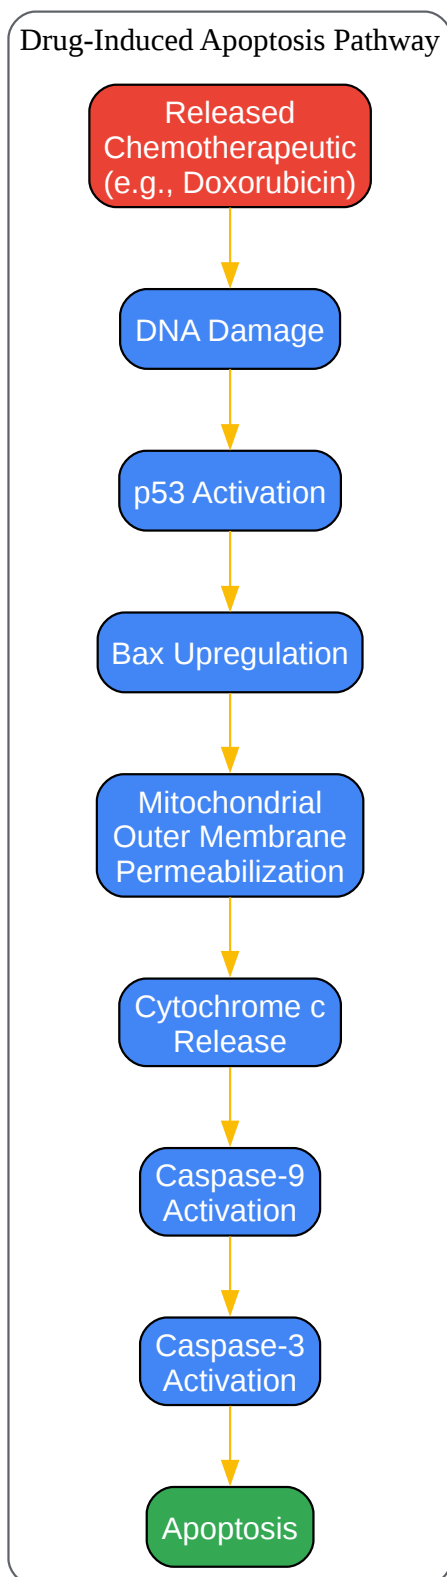 Drug-Induced Apoptosis Pathway
Released
Chemotherapeutic
(e.g., Doxorubicin)
DNA Damage
p53 Activation
Bax Upregulation
Mitochondrial
Outer Membrane
Permeabilization
Cytochrome c
Release
Caspase-9
Activation
Caspase-3
Activation
Apoptosis